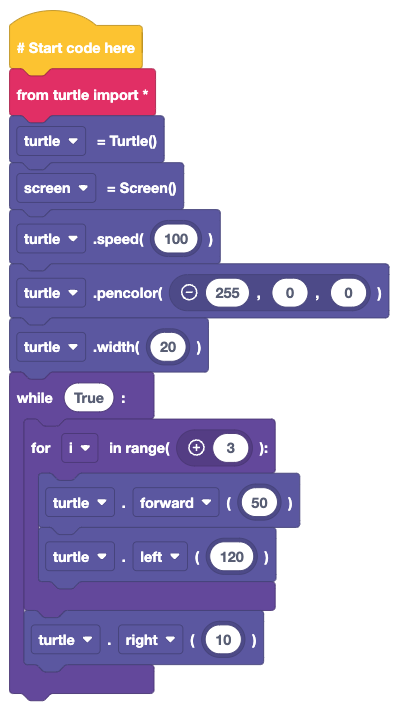 # Start code here
from turtle import *
turtle = Turtle()
screen = Screen()
turtle .speed( 100 )
turtle .pencolor( 255 , 0 , 0 )
turtle .width( 20 )
while True :
for i in range( 3 ):
turtle . forward ( 50 )
turtle . left ( 120 )
turtle . right ( 10 )